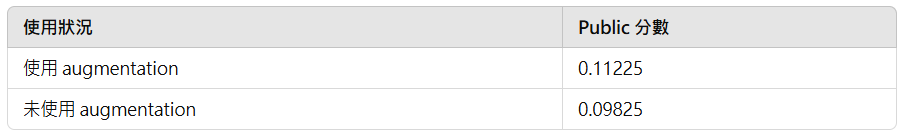 使用狀況 Public 分數
使用 augmentation 0.11225
未使用 augmentation 0.09825